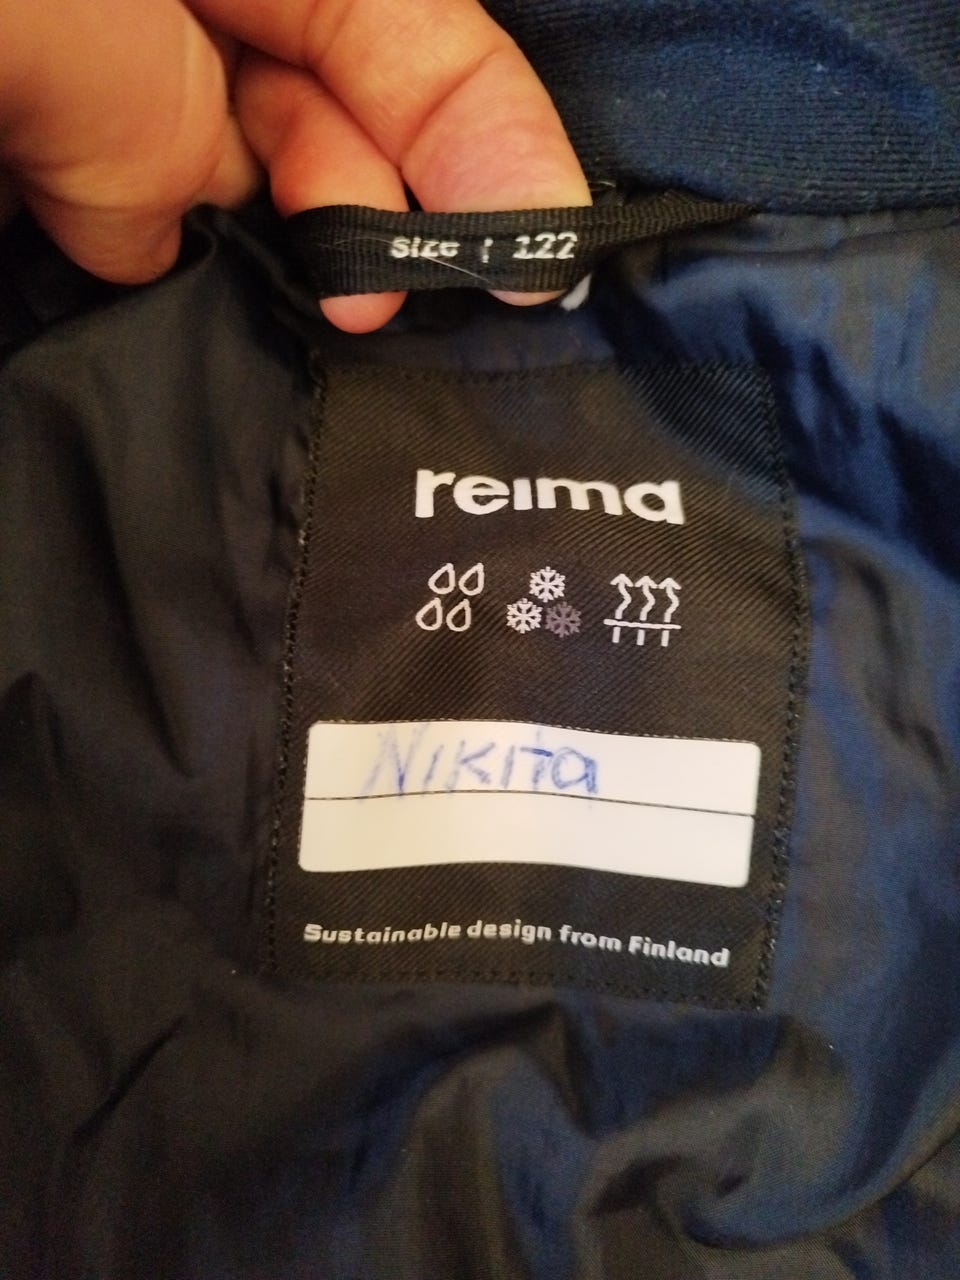 Size : 122
reima
Nikita
Sustainable design from Finland